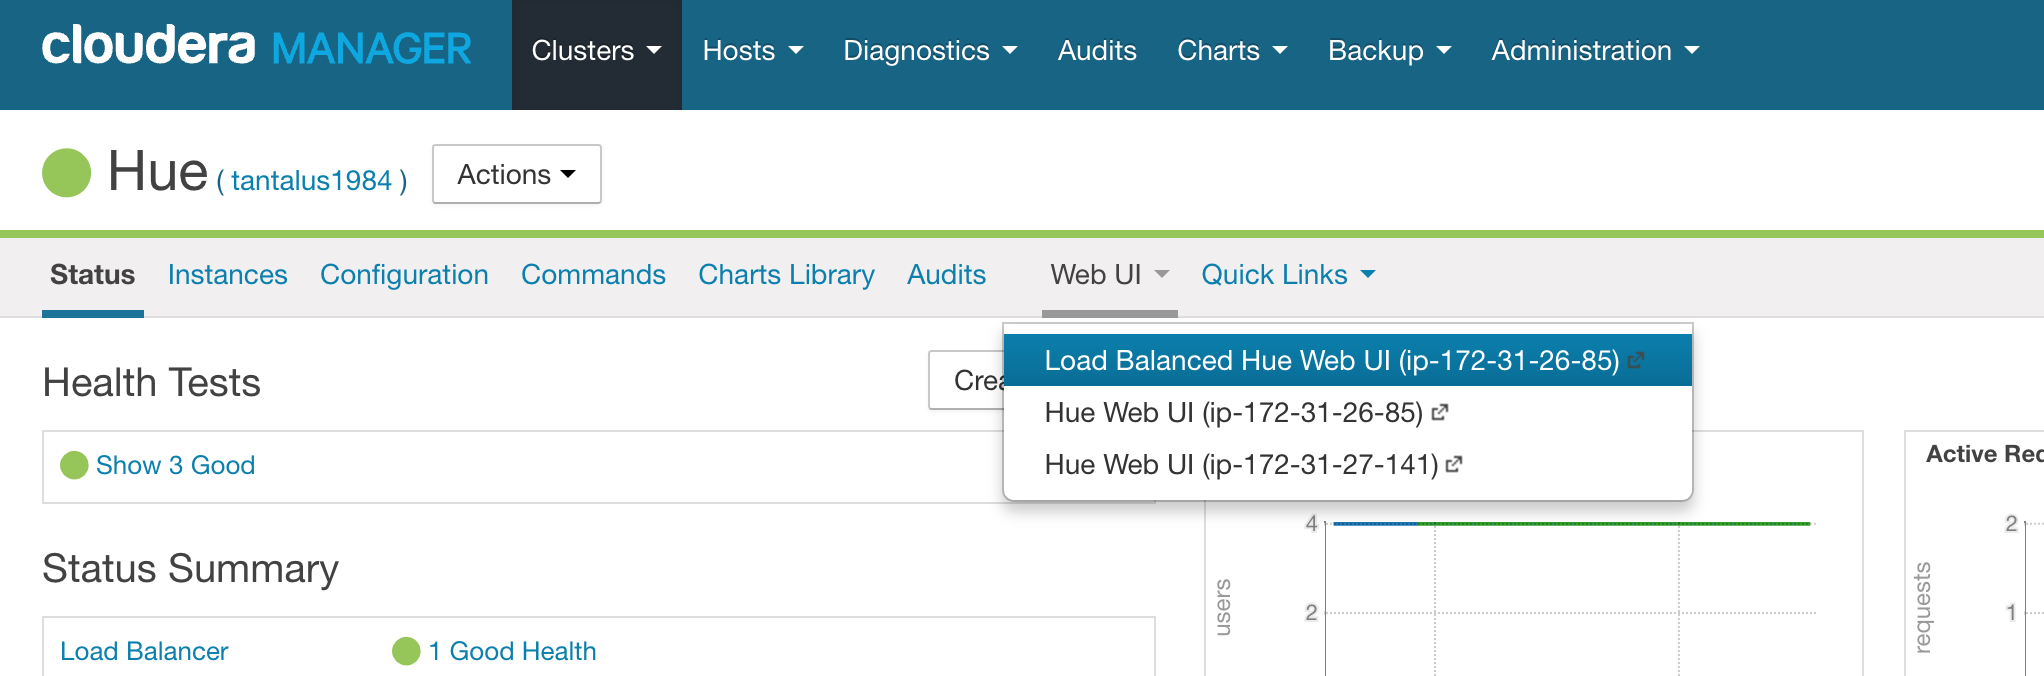 cloudera MANAGER Clusters Hosts Diagnostics Audits Charts Backup Administration
Hue ( tantalus1984 ) Actions
Status Instances Configuration Commands Charts Library Audits Web UI Quick Links
Load Balanced Hue Web UI (ip-172-31-26-85)
Hue Web UI (ip-172-31-26-85)
Hue Web UI (ip-172-31-27-141)
Health Tests
Show 3 Good
Status Summary
Load Balancer 1 Good Health
4
2
users
Active
2
1
requests